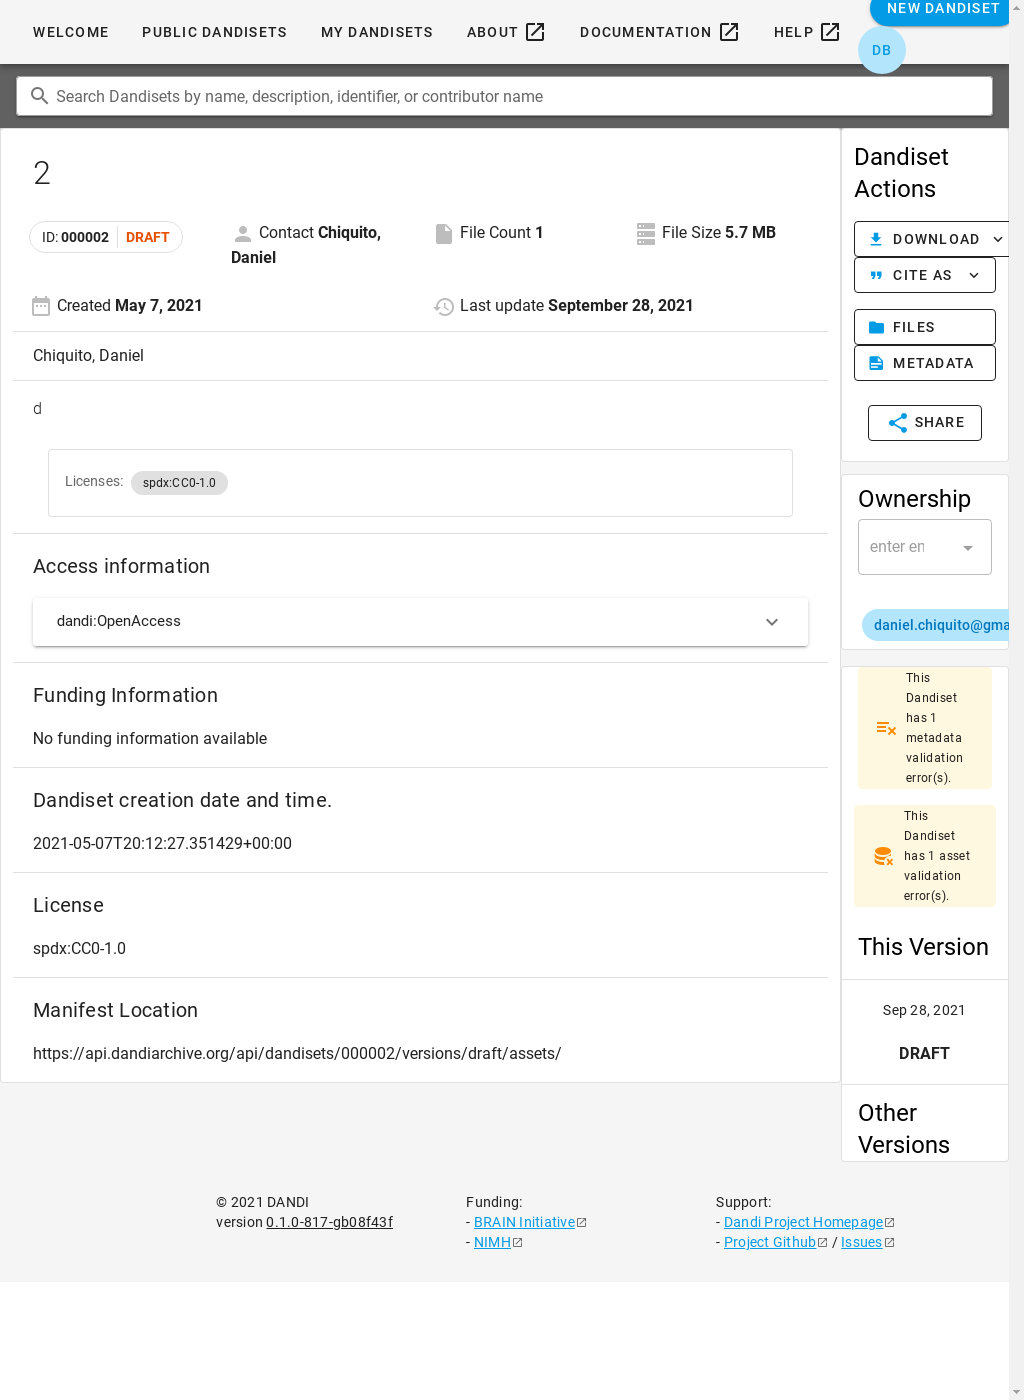 WELCOME PUBLIC DANDISETS MY DANDISETS ABOUT DOCUMENTATION HELP
NEW DANDISET
DB
Search Dandisets by name, description, identifier, or contributor name
2
ID: 000002 DRAFT
Contact Chiquito,
Daniel
File Count 1
File Size 5.7 MB
Created May 7, 2021
Last update September 28, 2021
Chiquito, Daniel
d
Licenses: spdx:CC0-1.0
Access information
dandi:OpenAccess
Funding Information
No funding information available
Dandiset creation date and time.
2021-05-07T20:12:27.351429+00:00
License
spdx:CC0-1.0
Manifest Location
https://api.dandiarchive.org/api/dandisets/000002/versions/draft/assets/
Dandiset
Actions
DOWNLOAD
CITE AS
FILES
METADATA
SHARE
Ownership
enter en
daniel.chiquito@gma
This
Dandiset
has 1
metadata
validation
error(s).
This
Dandiset
has 1 asset
validation
error(s).
This Version
Sep 28, 2021
DRAFT
Other
Versions
© 2021 DANDI
version 0.1.0-817-gb08f43f
Funding:
- BRAIN Initiative
- NIMH
Support:
- Dandi Project Homepage
- Project Github / Issues